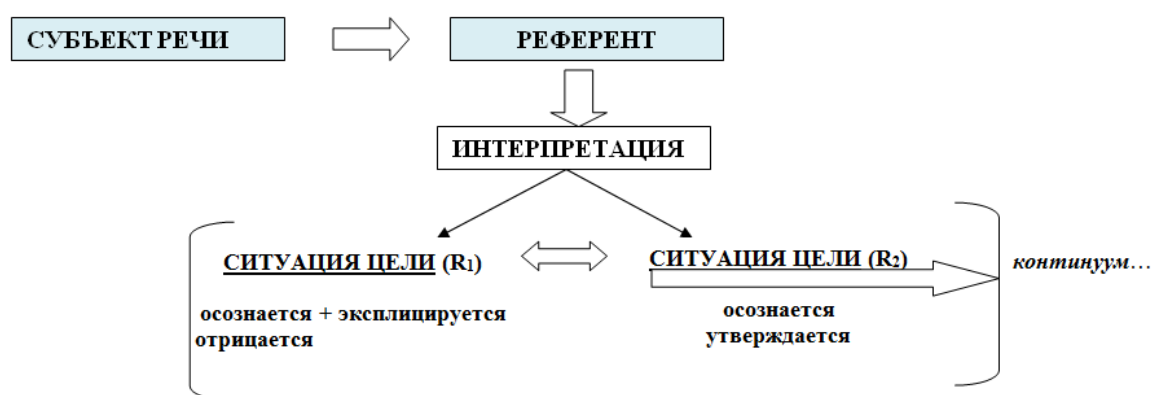 СУБЪЕКТ РЕЧИ
РЕФЕРЕНТ
ИНТЕРПРЕТАЦИЯ
СИТУАЦИЯ ЦЕЛИ (R₁)
СИТУАЦИЯ ЦЕЛИ (R₂)
континуум…
осознается + эксплицируется
отрицается
осознается
утверждается